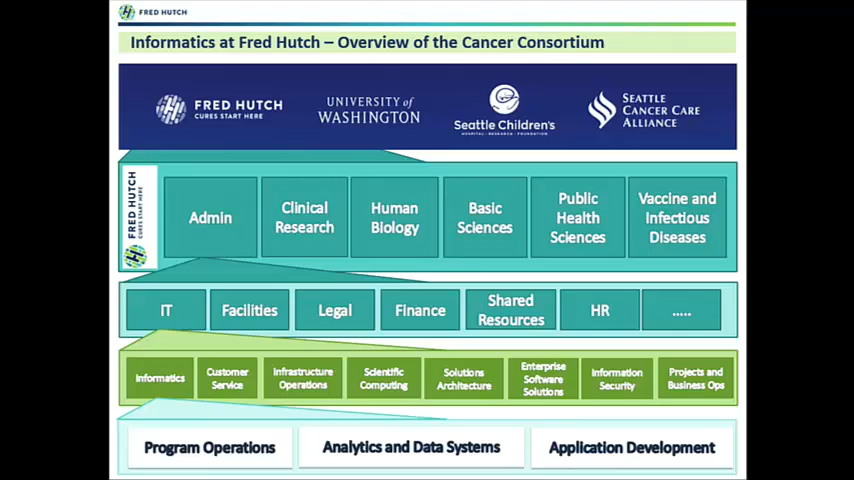 FRED HUTCH
Informatics at Fred Hutch – Overview of the Cancer Consortium
FRED HUTCH
CURES START HERE
UNIVERSITY of
WASHINGTON
Seattle Children's
HOSPITAL • RESEARCH • FOUNDATION
SEATTLE
CANCER CARE
ALLIANCE
FRED HUTCH
CURES START HERE
Admin
Clinical
Research
Human
Biology
Basic
Sciences
Public
Health
Sciences
Vaccine and
Infectious
Diseases
IT
Facilities
Legal
Finance
Shared
Resources
HR
.....
Informatics
Customer
Service
Infrastructure
Operations
Scientific
Computing
Solutions
Architecture
Enterprise
Software
Solutions
Information
Security
Projects and
Business Ops
Program Operations
Analytics and Data Systems
Application Development